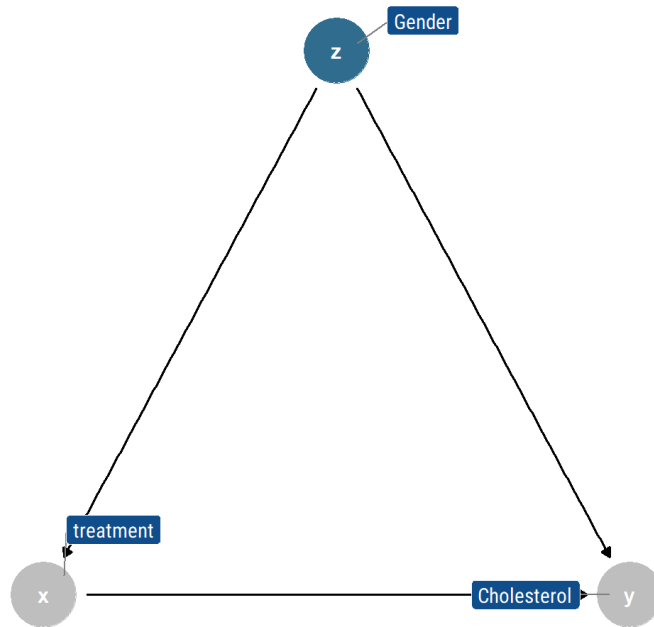 Gender
z
treatment
x
Cholesterol
y